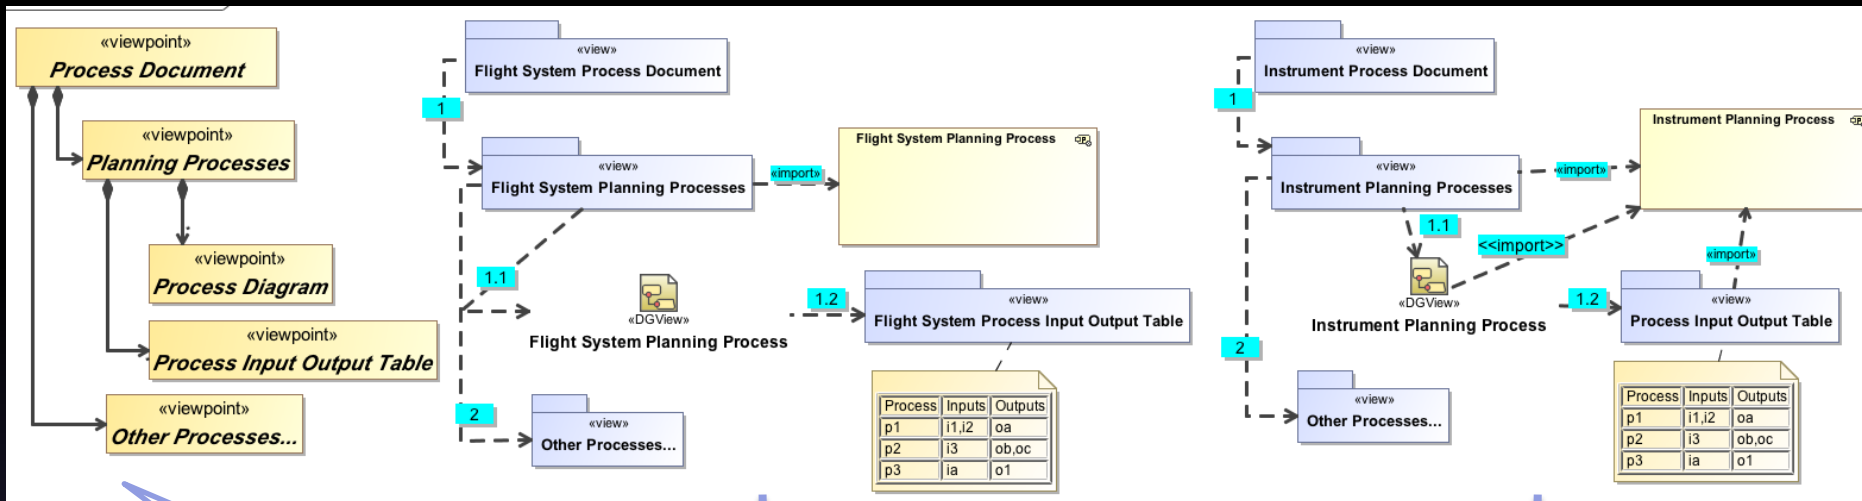 «viewpoint»
Process Document
«viewpoint»
Planning Processes
«viewpoint»
Process Diagram
«viewpoint»
Process Input Output Table
«viewpoint»
Other Processes...
«view»
Flight System Process Document
1
«view»
Flight System Planning Processes
«import»
Flight System Planning Process
1.1
«DGView»
Flight System Planning Process
1.2
«view»
Flight System Process Input Output Table
2
«view»
Other Processes...
Process Inputs Outputs
p1 i1,i2 oa
p2 i3 ob,oc
p3 ia o1
«view»
Instrument Process Document
1
«view»
Instrument Planning Processes
«import»
Instrument Planning Process
1.1
<<import>>
«import»
«DGView»
Instrument Planning Process
1.2
«view»
Process Input Output Table
2
«view»
Other Processes...
Process Inputs Outputs
p1 i1,i2 oa
p2 i3 ob,oc
p3 ia o1